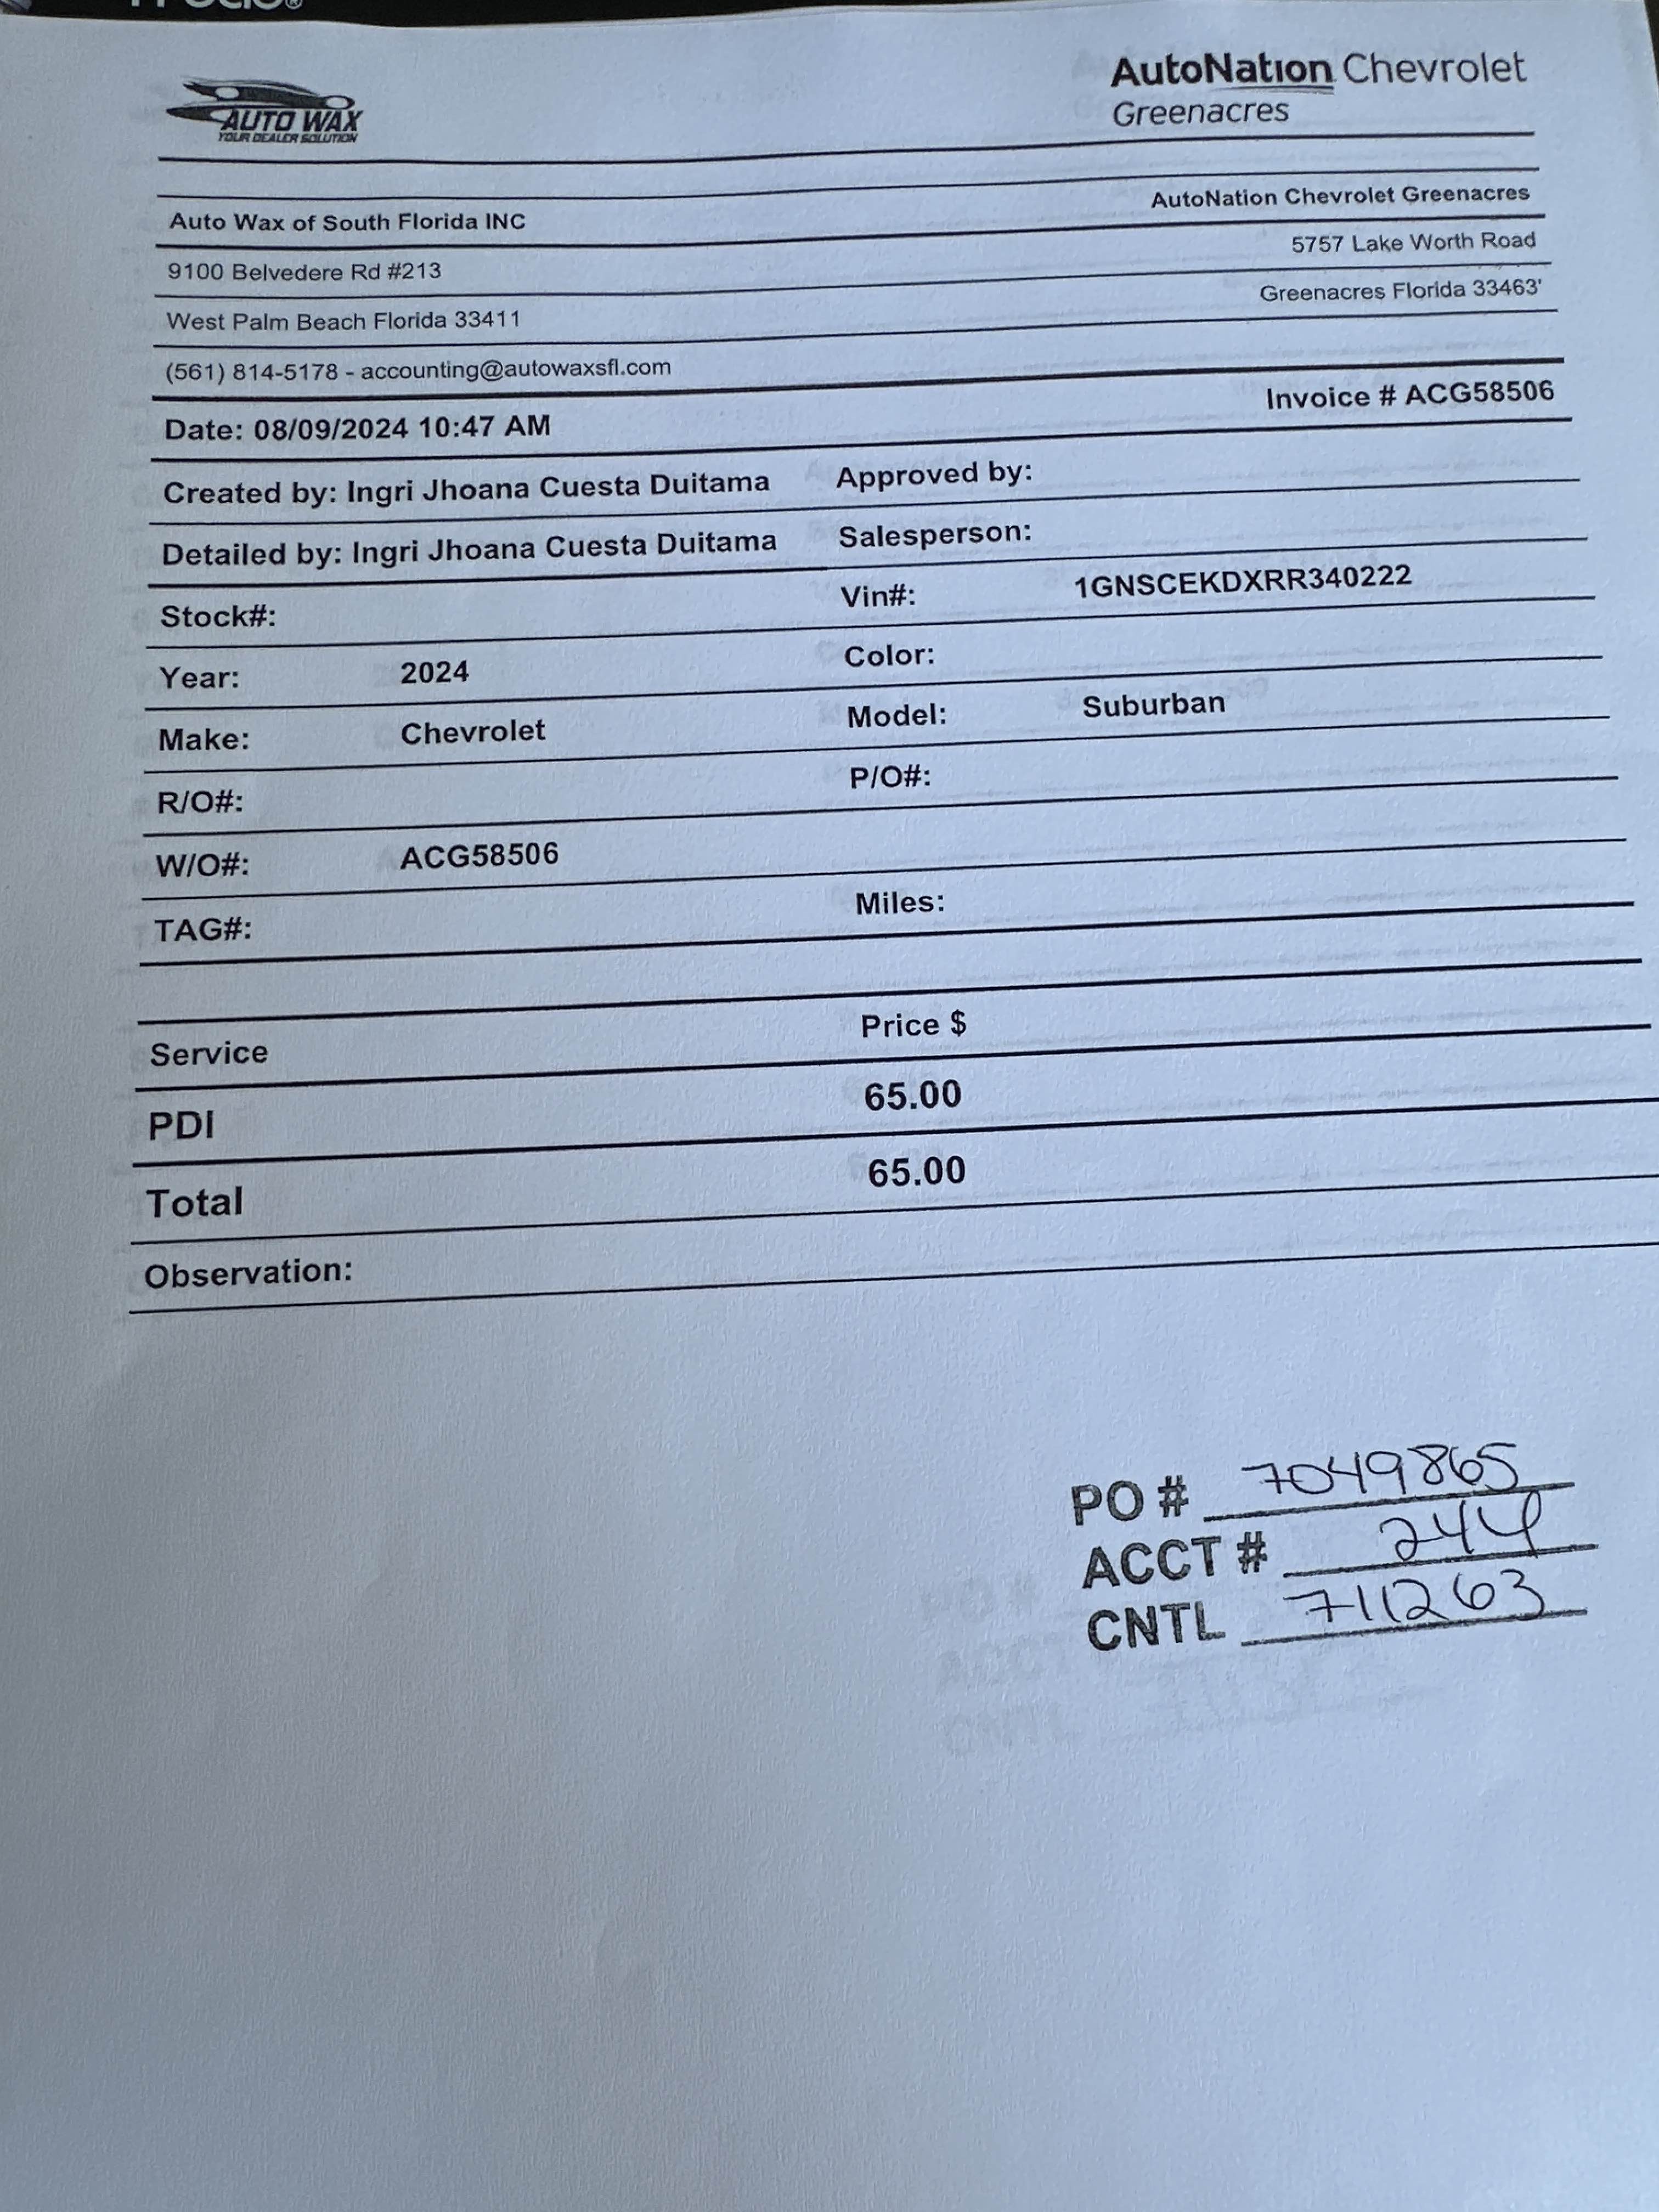 AUTO WAX
YOUR DEALER SOLUTION
AutoNation Chevrolet
Greenacres
Auto Wax of South Florida INC
AutoNation Chevrolet Greenacres
9100 Belvedere Rd #213
5757 Lake Worth Road
West Palm Beach Florida 33411
Greenacres Florida 33463'
(561) 814-5178 - accounting@autowaxsfl.com
Date: 08/09/2024 10:47 AM
Invoice # ACG58506
Created by: Ingri Jhoana Cuesta Duitama Approved by:
Detailed by: Ingri Jhoana Cuesta Duitama Salesperson:
Stock#: Vin#: 1GNSCEKDXRR340222
Year: 2024 Color:
Make: Chevrolet Model: Suburban
R/O#: P/O#:
W/O#: ACG58506
TAG#: Miles:
Service Price $
PDI 65.00
Total 65.00
Observation:
PO # 7049865
ACCT # 244
CNTL 711263